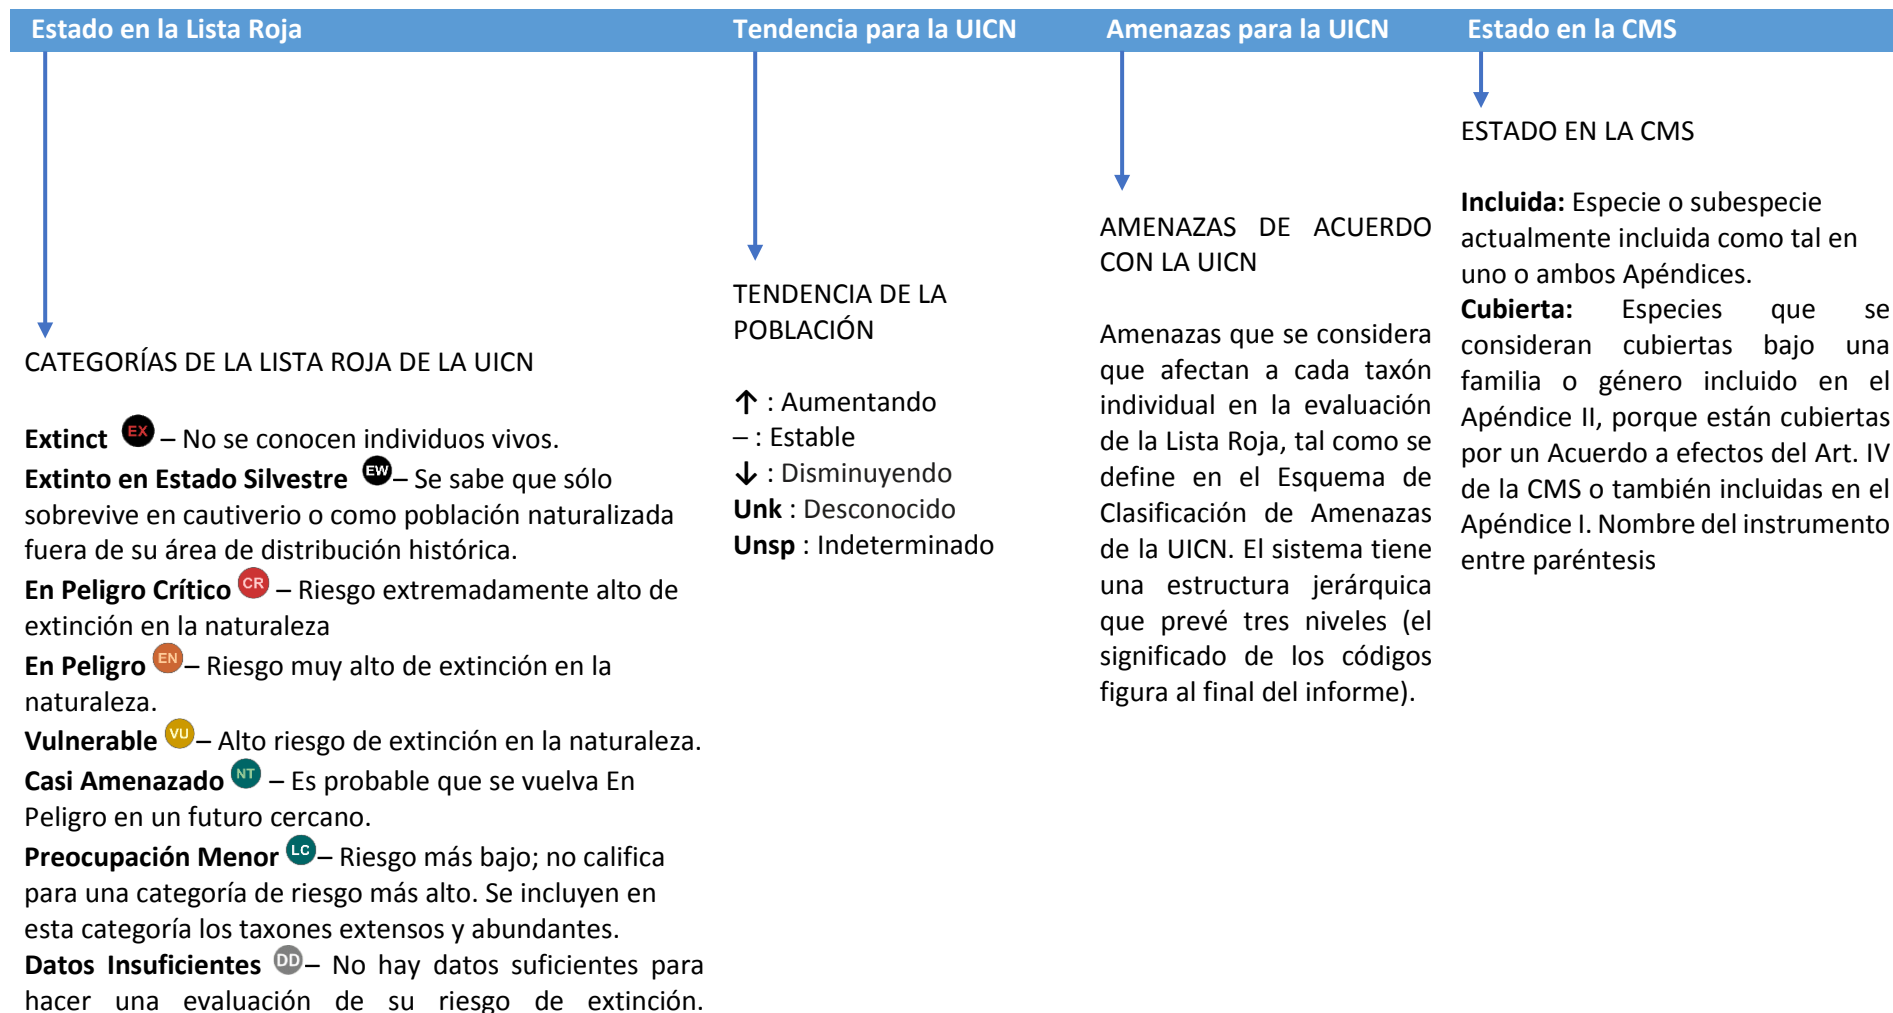 Estado en la Lista Roja
Tendencia para la UICN
Amenazas para la UICN
Estado en la CMS
CATEGORÍAS DE LA LISTA ROJA DE LA UICN
Extinct EX – No se conocen individuos vivos.
Extinto en Estado Silvestre EW – Se sabe que sólo
sobrevive en cautiverio o como población naturalizada
fuera de su área de distribución histórica.
En Peligro Crítico CR – Riesgo extremadamente alto de
extinción en la naturaleza
En Peligro EN – Riesgo muy alto de extinción en la
naturaleza.
Vulnerable VU – Alto riesgo de extinción en la naturaleza.
Casi Amenazado NT – Es probable que se vuelva En
Peligro en un futuro cercano.
Preocupación Menor LC – Riesgo más bajo; no califica
para una categoría de riesgo más alto. Se incluyen en
esta categoría los taxones extensos y abundantes.
Datos Insuficientes DD – No hay datos suficientes para
hacer una evaluación de su riesgo de extinción.
TENDENCIA DE LA
POBLACIÓN
↑ : Aumentando
– : Estable
↓ : Disminuyendo
Unk : Desconocido
Unsp : Indeterminado
AMENAZAS DE ACUERDO
CON LA UICN
Amenazas que se considera
que afectan a cada taxón
individual en la evaluación
de la Lista Roja, tal como se
define en el Esquema de
Clasificación de Amenazas
de la UICN. El sistema tiene
una estructura jerárquica
que prevé tres niveles (el
significado de los códigos
figura al final del informe).
ESTADO EN LA CMS
Incluida: Especie o subespecie
actualmente incluida como tal en
uno o ambos Apéndices.
Cubierta: Especies que se
consideran cubiertas bajo una
familia o género incluido en el
Apéndice II, porque están cubiertas
por un Acuerdo a efectos del Art. IV
de la CMS o también incluidas en el
Apéndice I. Nombre del instrumento
entre paréntesis